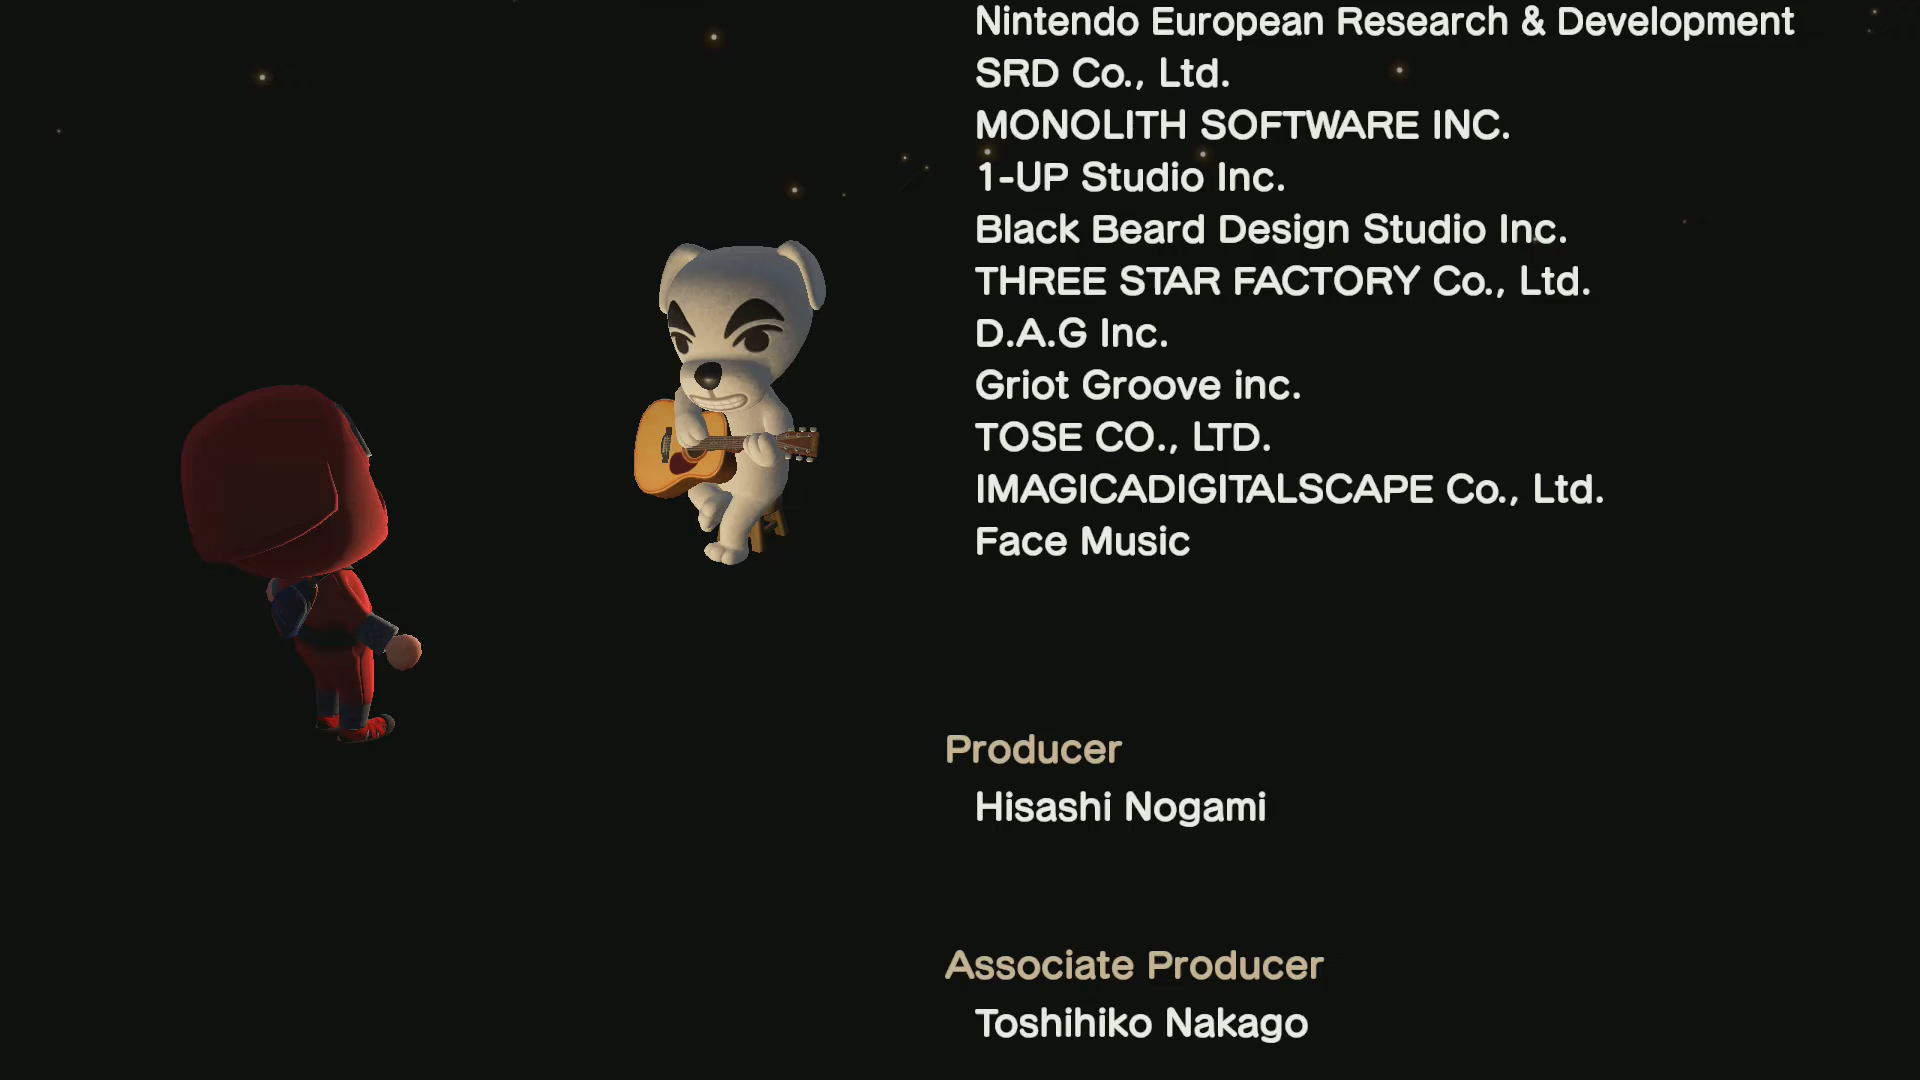 Nintendo European Research & Development
SRD Co., Ltd.
MONOLITH SOFTWARE INC.
1-UP Studio Inc.
Black Beard Design Studio Inc.
THREE STAR FACTORY Co., Ltd.
D.A.G Inc.
Griot Groove inc.
TOSE CO., LTD.
IMAGICADIGITALSCAPE Co., Ltd.
Face Music
Producer
Hisashi Nogami
Associate Producer
Toshihiko Nakago